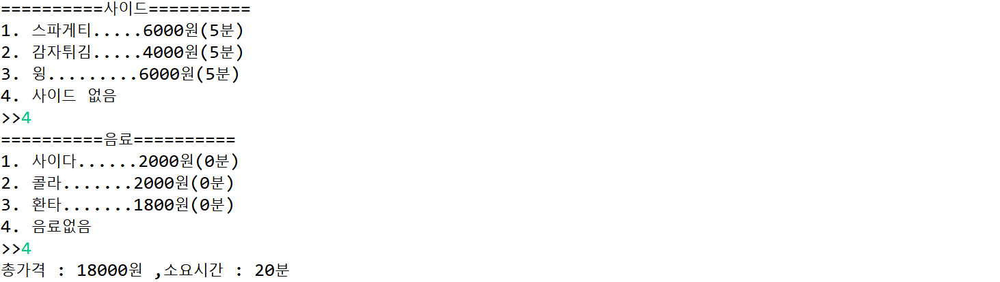 ==========사이드==========
1. 스파게티.....6000원(5분)
2. 감자튀김.....4000원(5분)
3. 윙.........6000원(5분)
4. 사이드 없음
>>4
==========음료==========
1. 사이다......2000원(0분)
2. 콜라.......2000원(0분)
3. 환타.......1800원(0분)
4. 음료없음
>>4
총가격 : 18000원 ,소요시간 : 20분